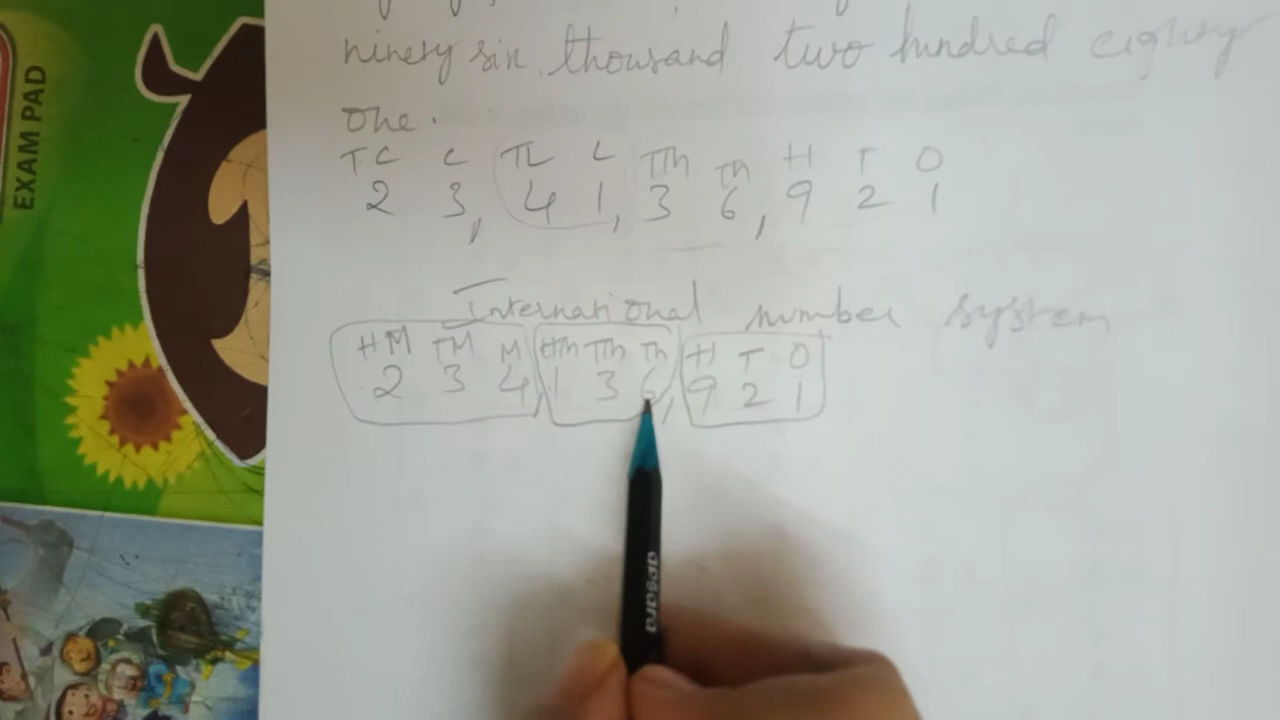 EXAM PAD
ninety six thousand two hundred eighty
one.
TC C TL L TTh Th H T O
2 3, 4 1, 3 6, 9 2 1
International number system
HM TM M HTh TTh Th H T O
2 3 4, 1 3 6, 9 2 1
apsara